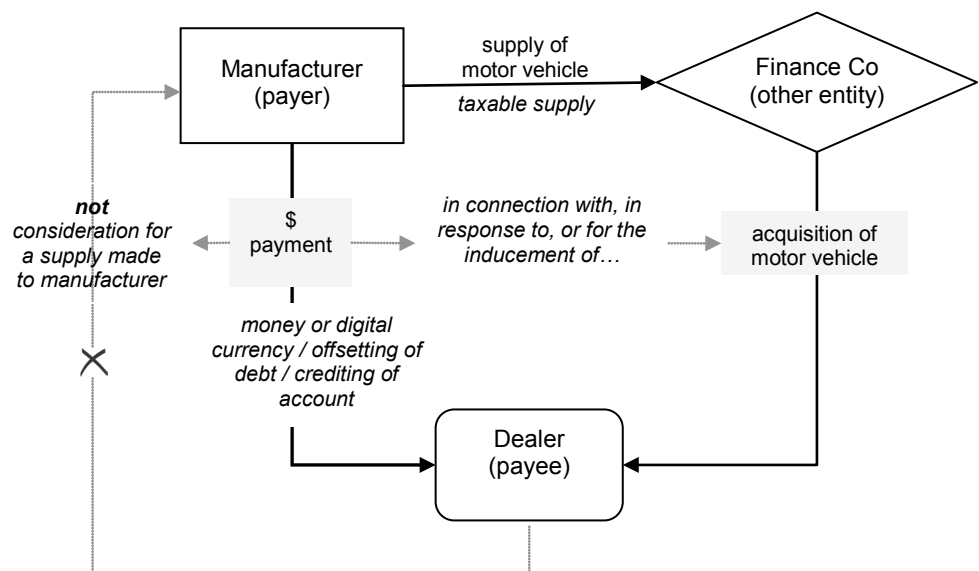 Manufacturer
(payer)
supply of
motor vehicle
taxable supply
Finance Co
(other entity)
not
consideration for
a supply made
to manufacturer
$
payment
in connection with, in
response to, or for the
inducement of…
acquisition of
motor vehicle
money or digital
currency / offsetting of
debt / crediting of
account
Dealer
(payee)